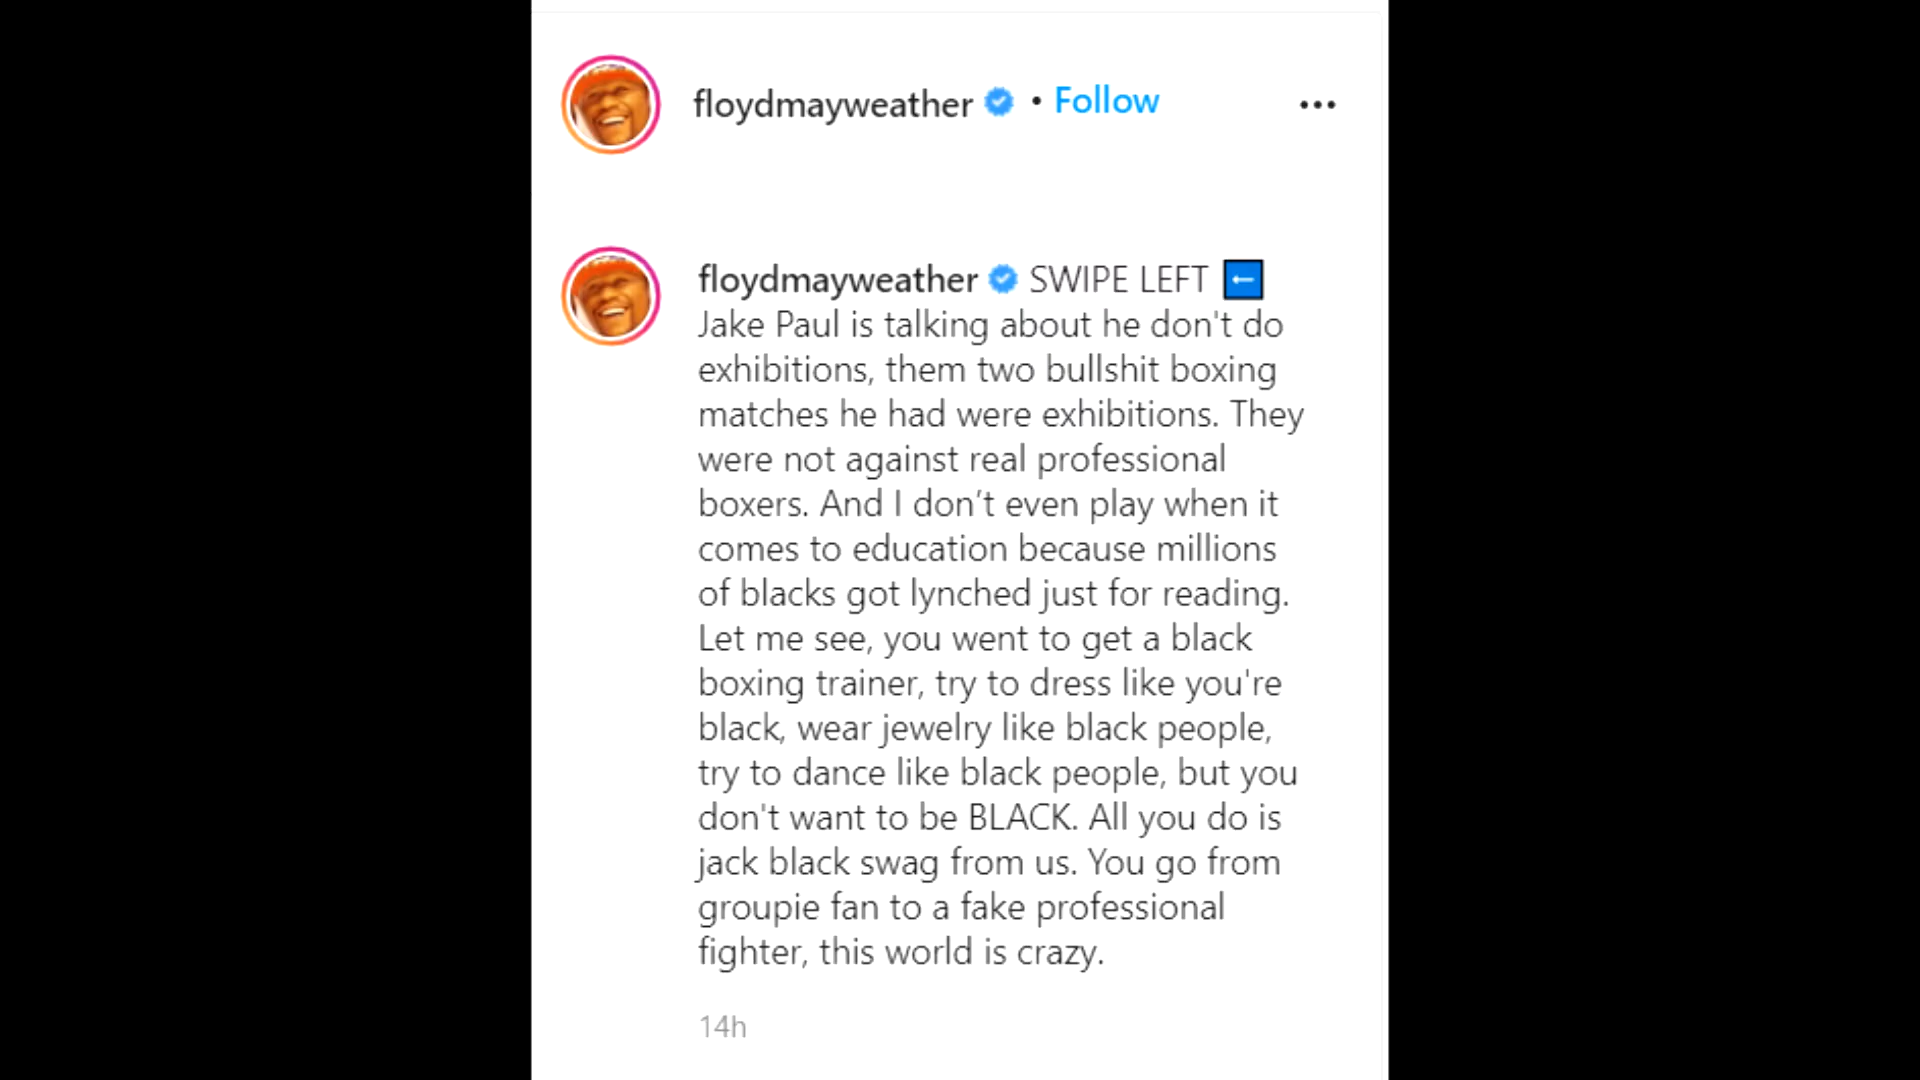 floydmayweather • Follow
floydmayweather SWIPE LEFT ⬅
Jake Paul is talking about he don't do
exhibitions, them two bullshit boxing
matches he had were exhibitions. They
were not against real professional
boxers. And I don’t even play when it
comes to education because millions
of blacks got lynched just for reading.
Let me see, you went to get a black
boxing trainer, try to dress like you're
black, wear jewelry like black people,
try to dance like black people, but you
don't want to be BLACK. All you do is
jack black swag from us. You go from
groupie fan to a fake professional
fighter, this world is crazy.
14h